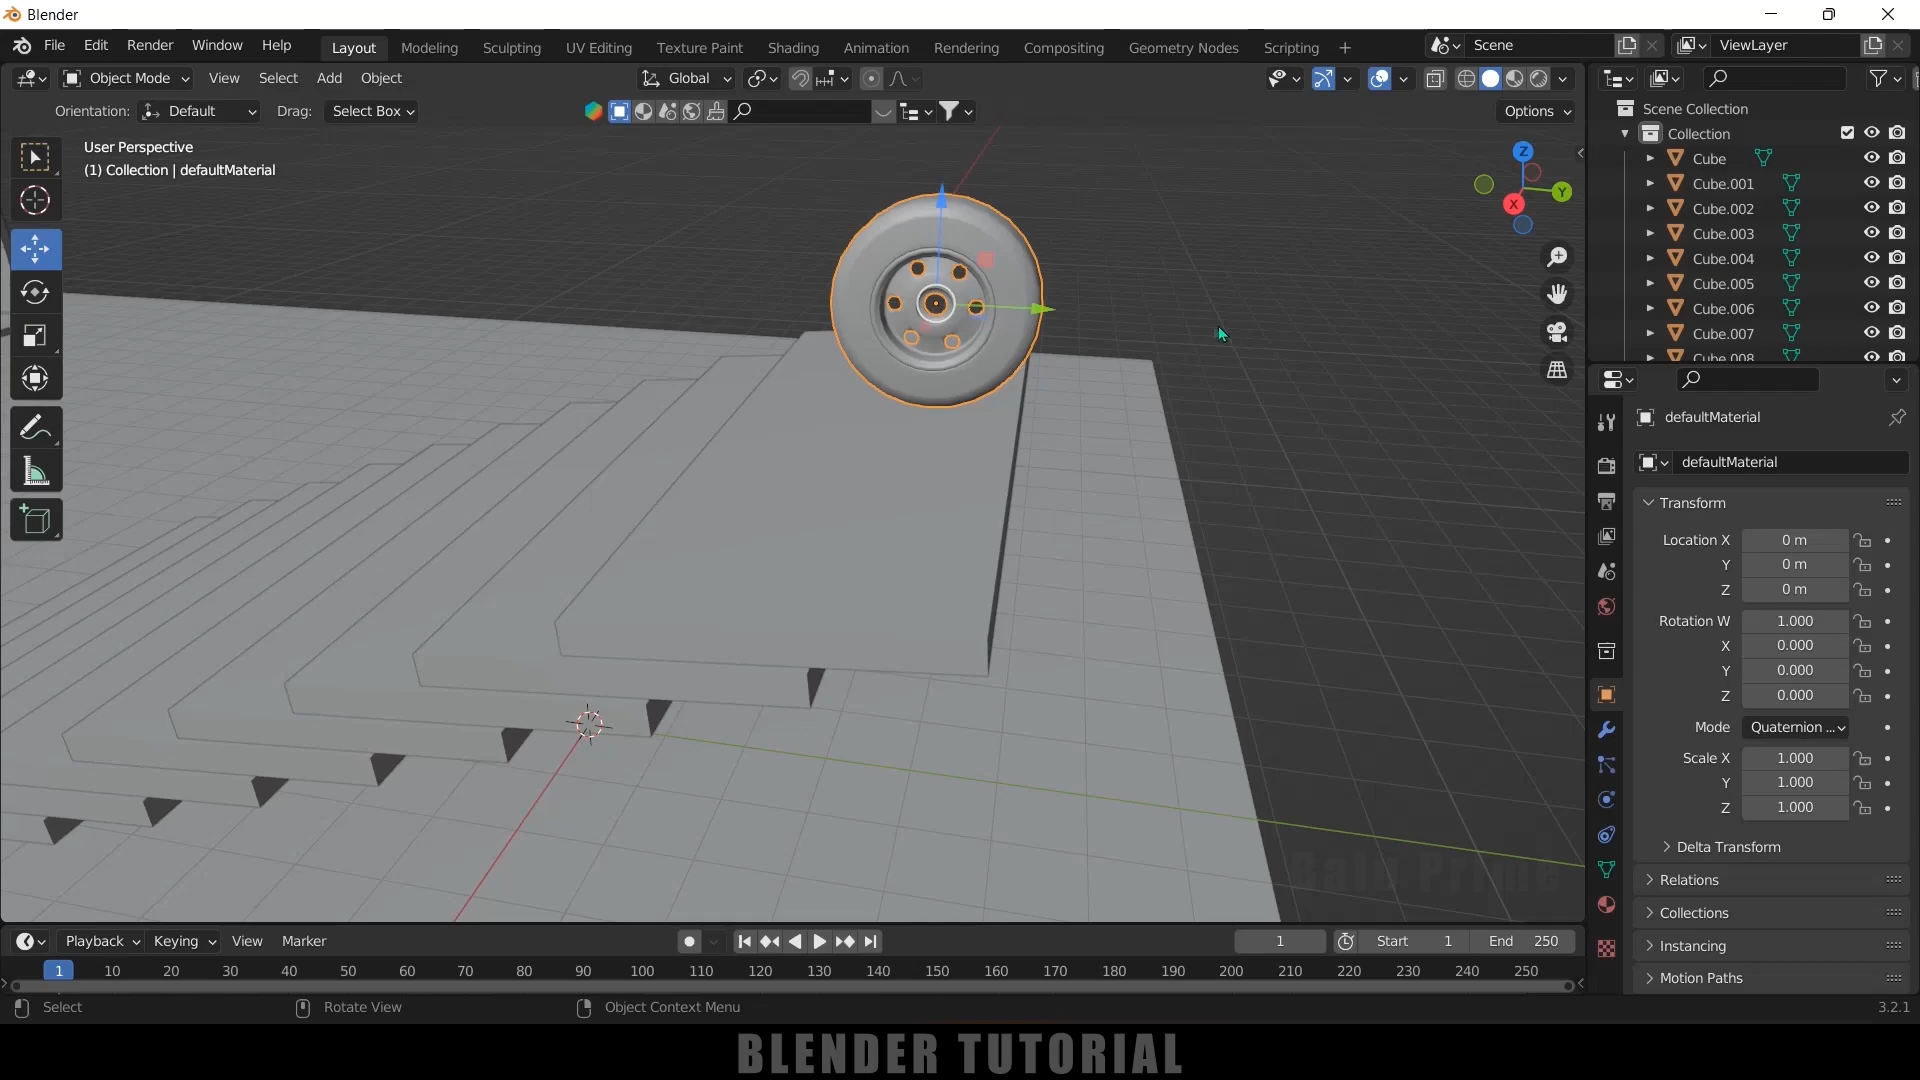 Blender
File Edit Render Window Help Layout Modeling Sculpting UV Editing Texture Paint Shading Animation Rendering Compositing Geometry Nodes Scripting + Scene ViewLayer
Object Mode View Select Add Object Global
Orientation: Default Drag: Select Box Options
User Perspective
(1) Collection | defaultMaterial
Z
Y
X
Scene Collection
Collection
Cube
Cube.001
Cube.002
Cube.003
Cube.004
Cube.005
Cube.006
Cube.007
Cube.008
defaultMaterial
defaultMaterial
Transform
Location X 0 m
Y 0 m
Z 0 m
Rotation W 1.000
X 0.000
Y 0.000
Z 0.000
Mode Quaternion ...
Scale X 1.000
Y 1.000
Z 1.000
Delta Transform
Relations
Collections
Instancing
Motion Paths
Balu Prime
Playback Keying View Marker 1 Start 1 End 250
1 10 20 30 40 50 60 70 80 90 100 110 120 130 140 150 160 170 180 190 200 210 220 230 240 250
Select Rotate View Object Context Menu 3.2.1
BLENDER TUTORIAL